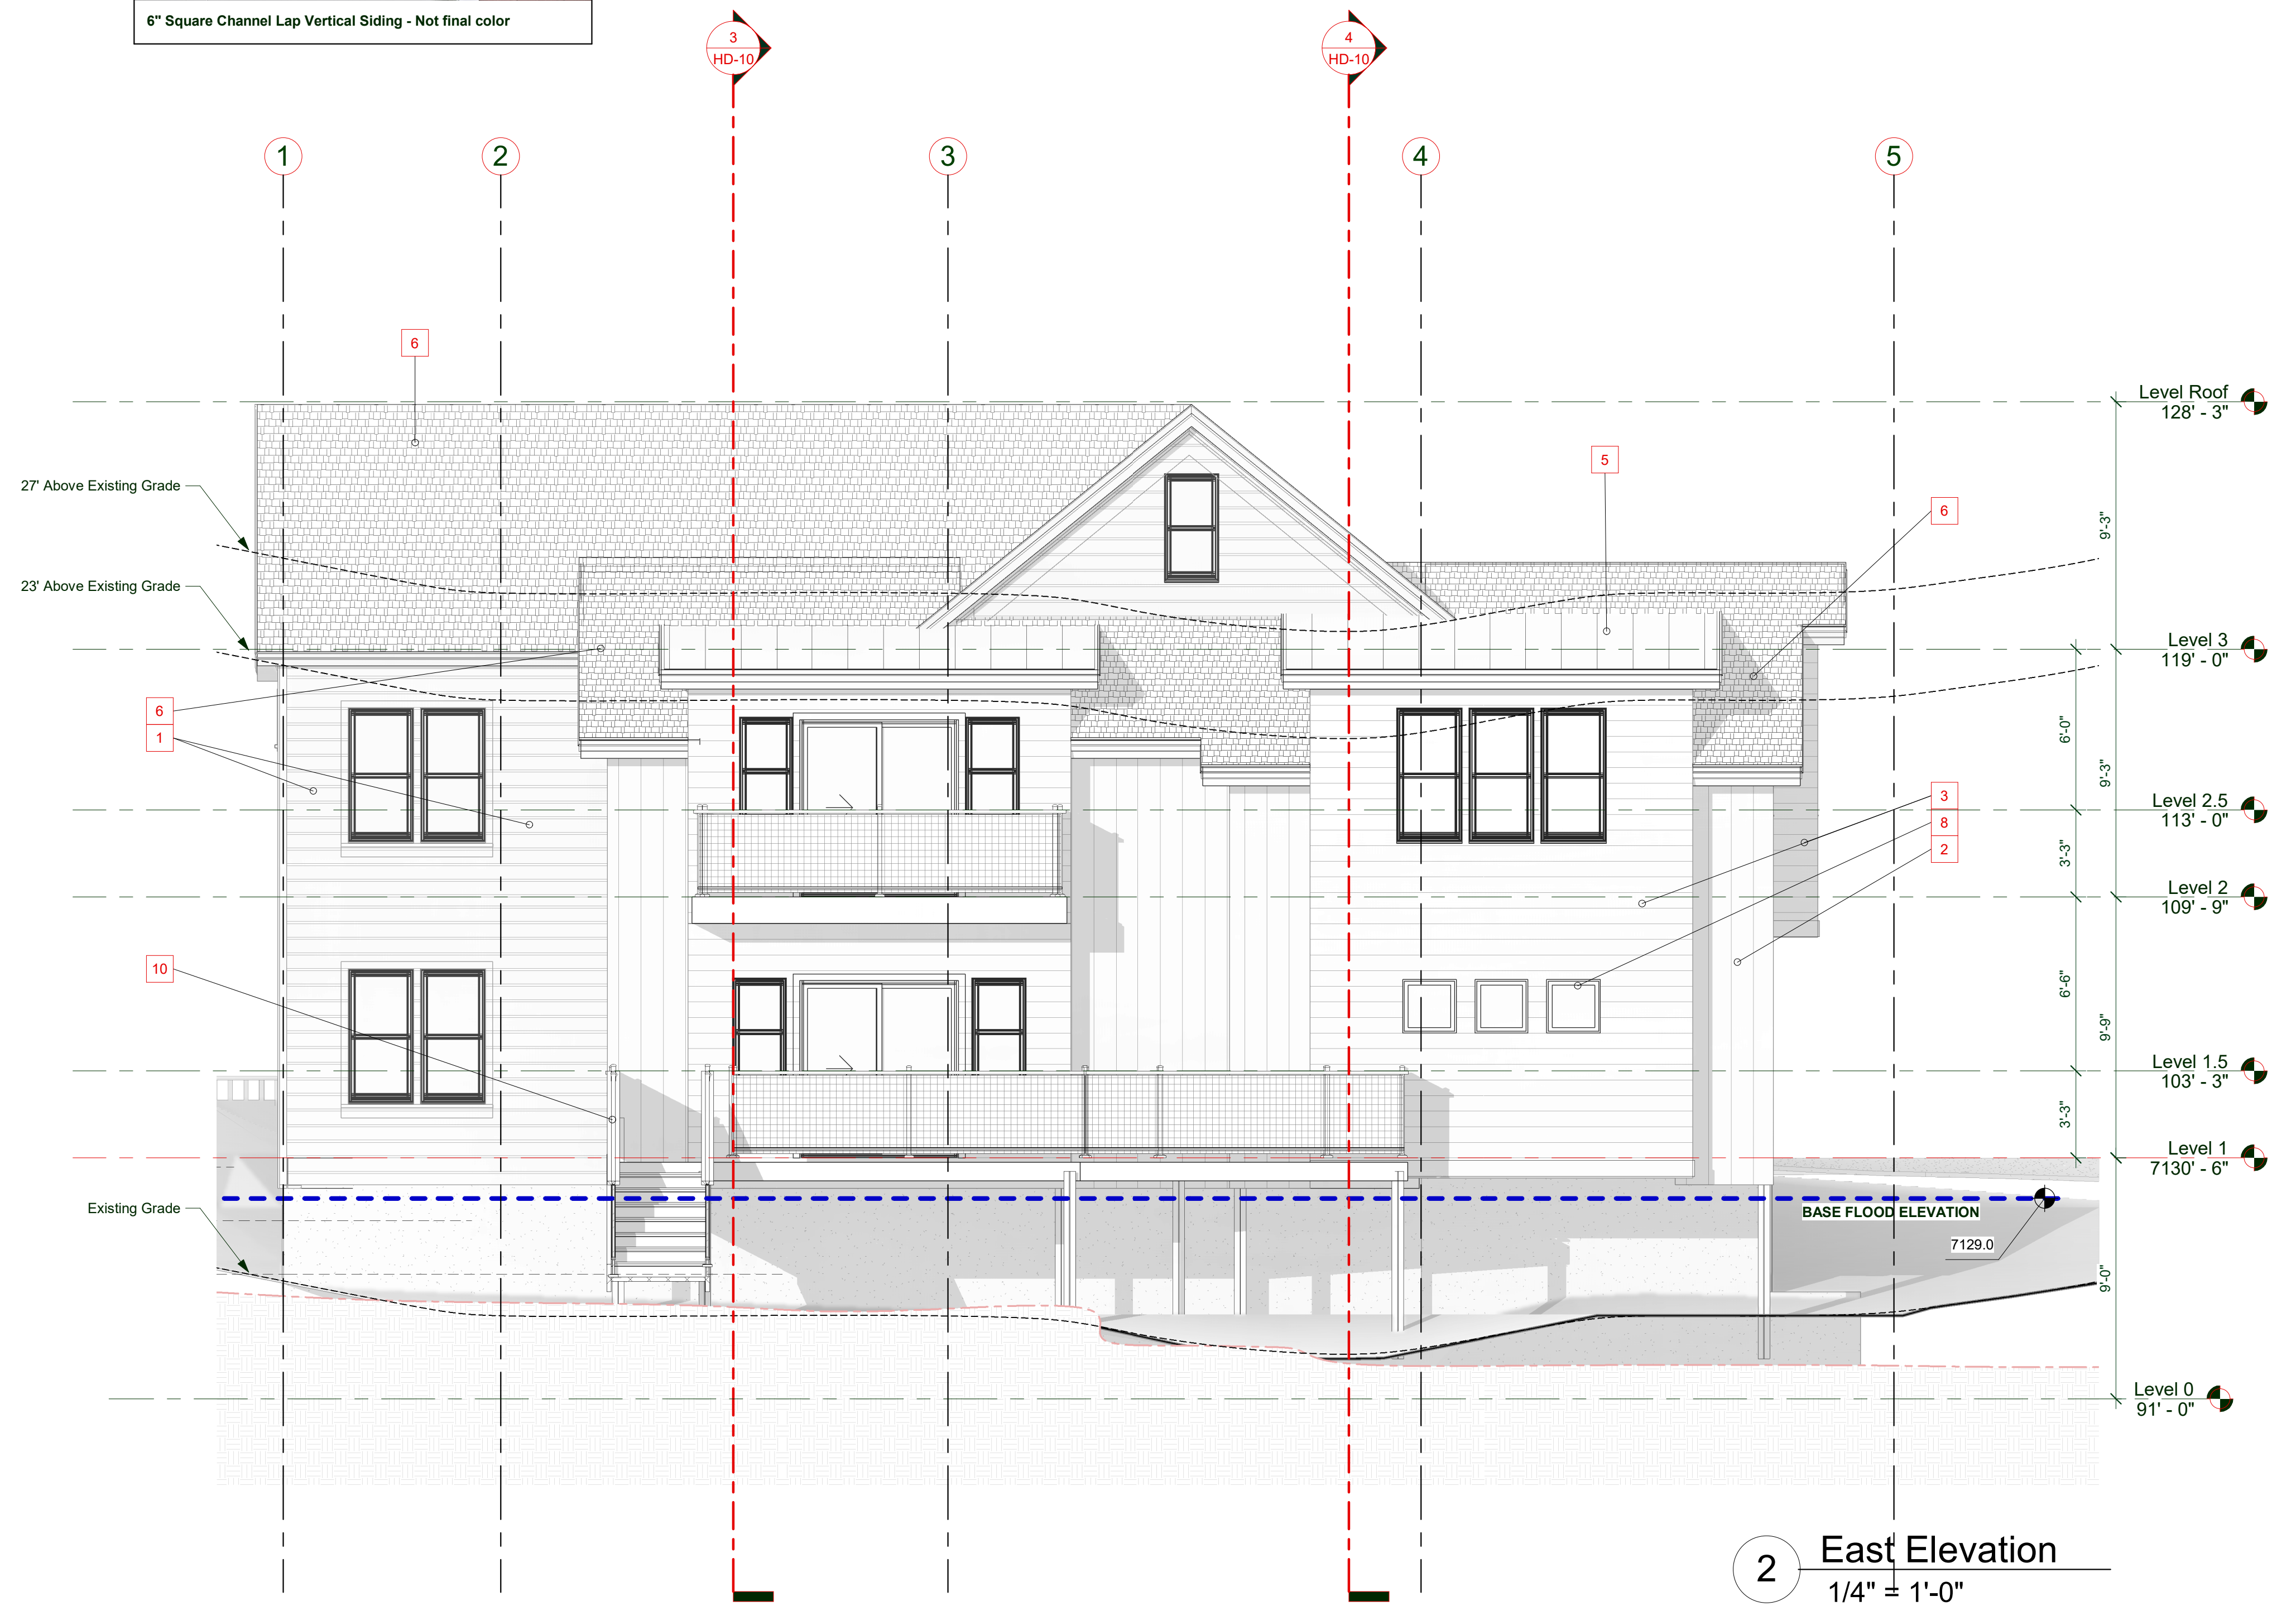 6" Square Channel Lap Vertical Siding - Not final color
3
HD-10
4
HD-10
1
2
3
4
5
6
Level Roof
128' - 3"
5
27' Above Existing Grade
6
9'-3"
23' Above Existing Grade
Level 3
119' - 0"
6
1
6'-0"
9'-3"
3
8
2
Level 2.5
113' - 0"
3'-3"
Level 2
109' - 9"
10
6'-6"
9'-9"
Level 1.5
103' - 3"
3'-3"
Level 1
7130' - 6"
Existing Grade
BASE FLOOD ELEVATION
7129.0
9'-0"
Level 0
91' - 0"
2
East Elevation
1/4" = 1'-0"